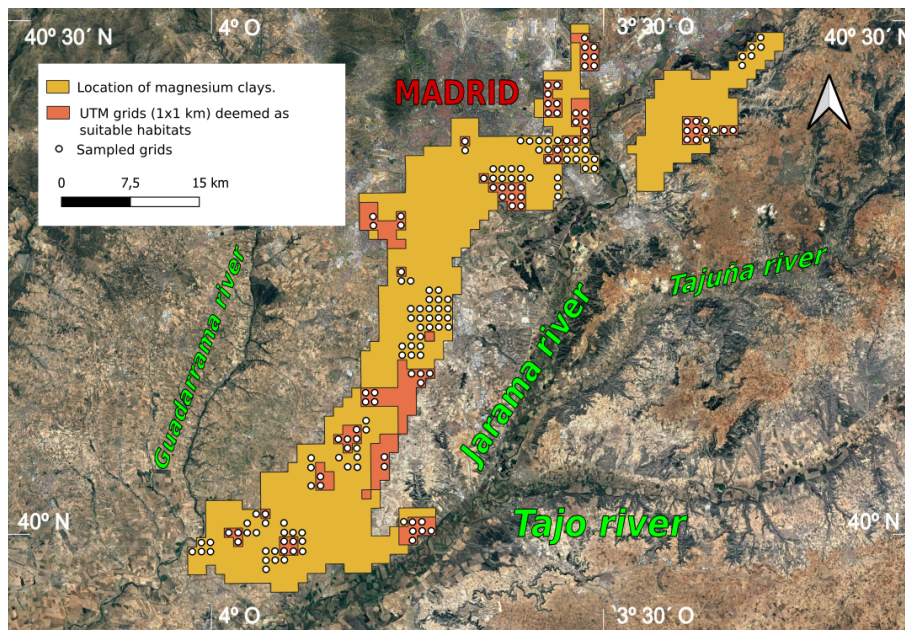 40º 30´ N
4º O
3º 30´ O
40º 30´ N
Location of magnesium clays.
UTM grids (1x1 km) deemed as
suitable habitats
Sampled grids
0 7,5 15 km
MADRID
Guadarrama river
Tajuña river
Jarama river
Tajo river
40º N
40º N
4º O
3º 30´ O